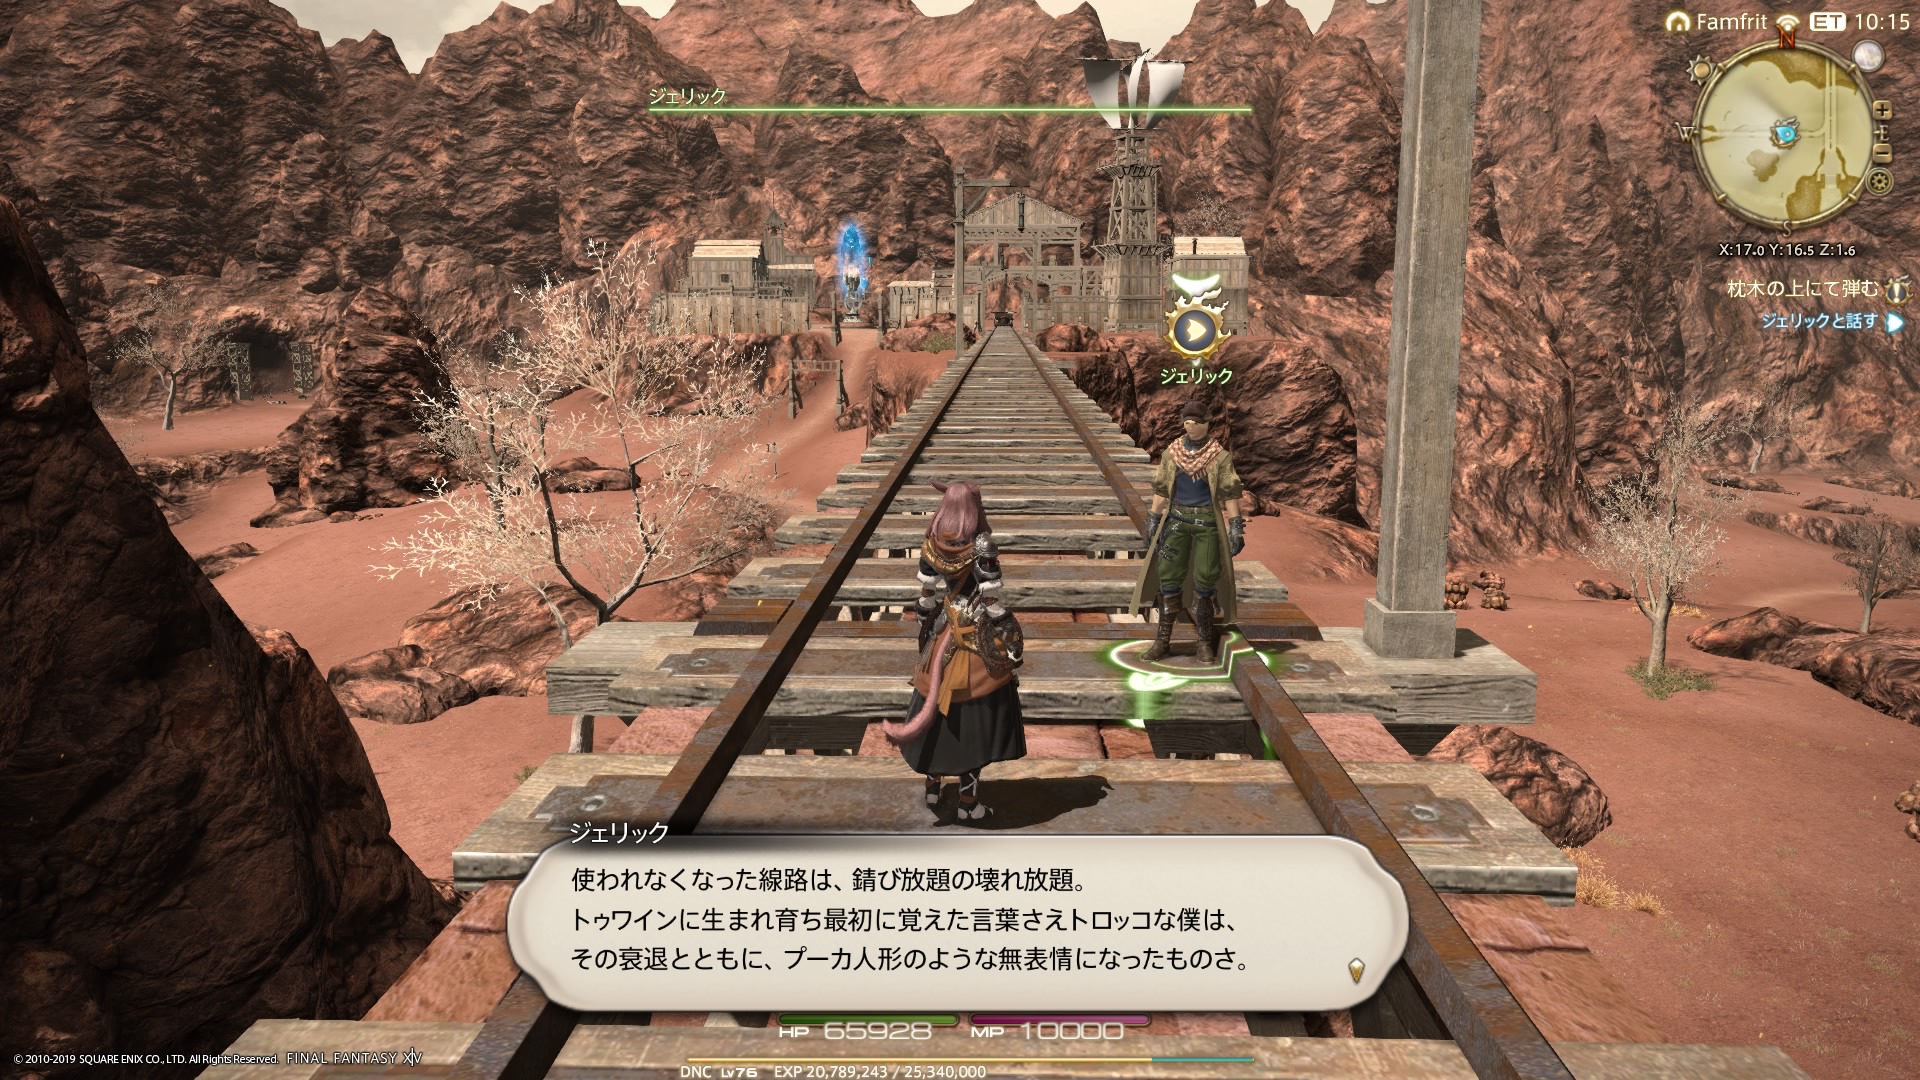 Famfrit ET 10:15
ジェリック
N
W
E
S
X:17.0 Y:16.5 Z:1.6
枕木の上にて弾む
ジェリックと話す
ジェリック
ジェリック
使われなくなった線路は、錆び放題の壊れ放題。
トゥワインに生まれ育ち最初に覚えた言葉さえトロッコな僕は、
その衰退とともに、プーカ人形のような無表情になったものさ。
HP 65928 MP 10000
© 2010-2019 SQUARE ENIX CO., LTD. All Rights Reserved. FINAL FANTASY XIV
DNC Lv76 EXP 20,789,243 / 25,340,000